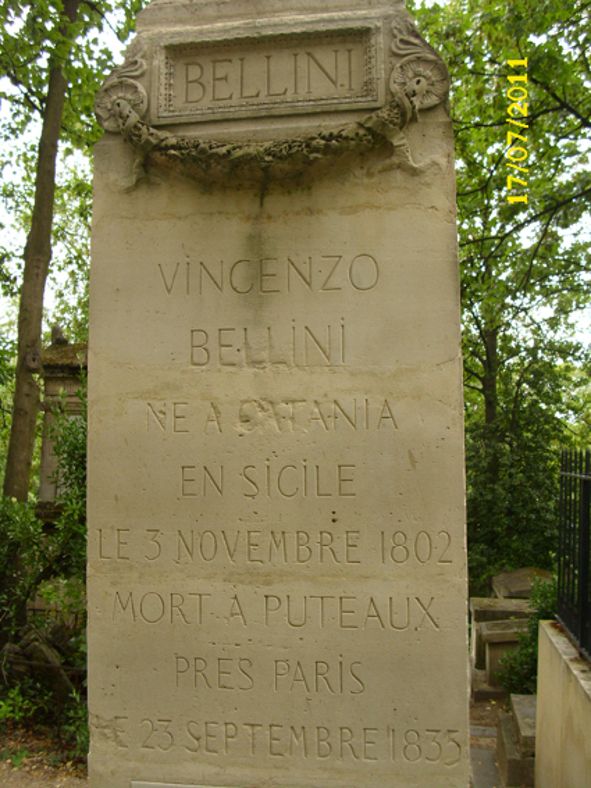 BELLINI
VINCENZO
BELLINI
NE A CATANIA
EN SICILE
LE 3 NOVEMBRE 1802
MORT A PUTEAUX
PRES PARIS
LE 23 SEPTEMBRE 1835
17/07/2011